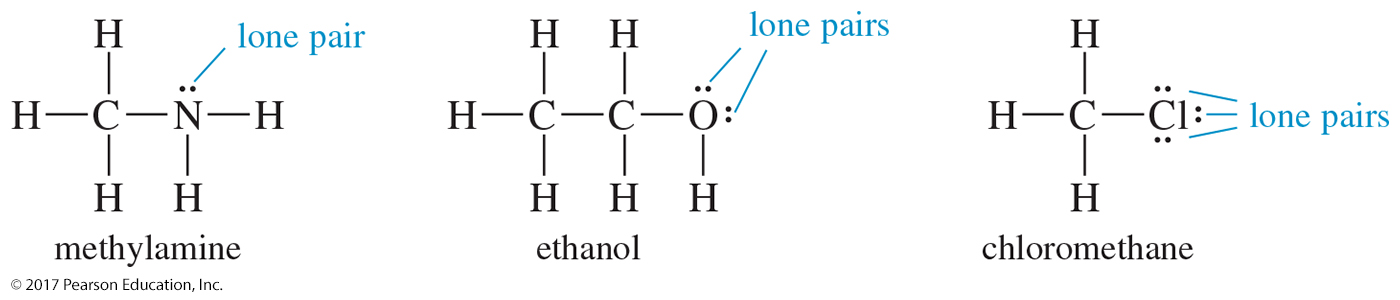 H
lone pair
H—C—N—H
H H
methylamine
H H
lone pairs
H—C—C—O
H H H
ethanol
H
H—C—Cl
lone pairs
H
chloromethane
© 2017 Pearson Education, Inc.